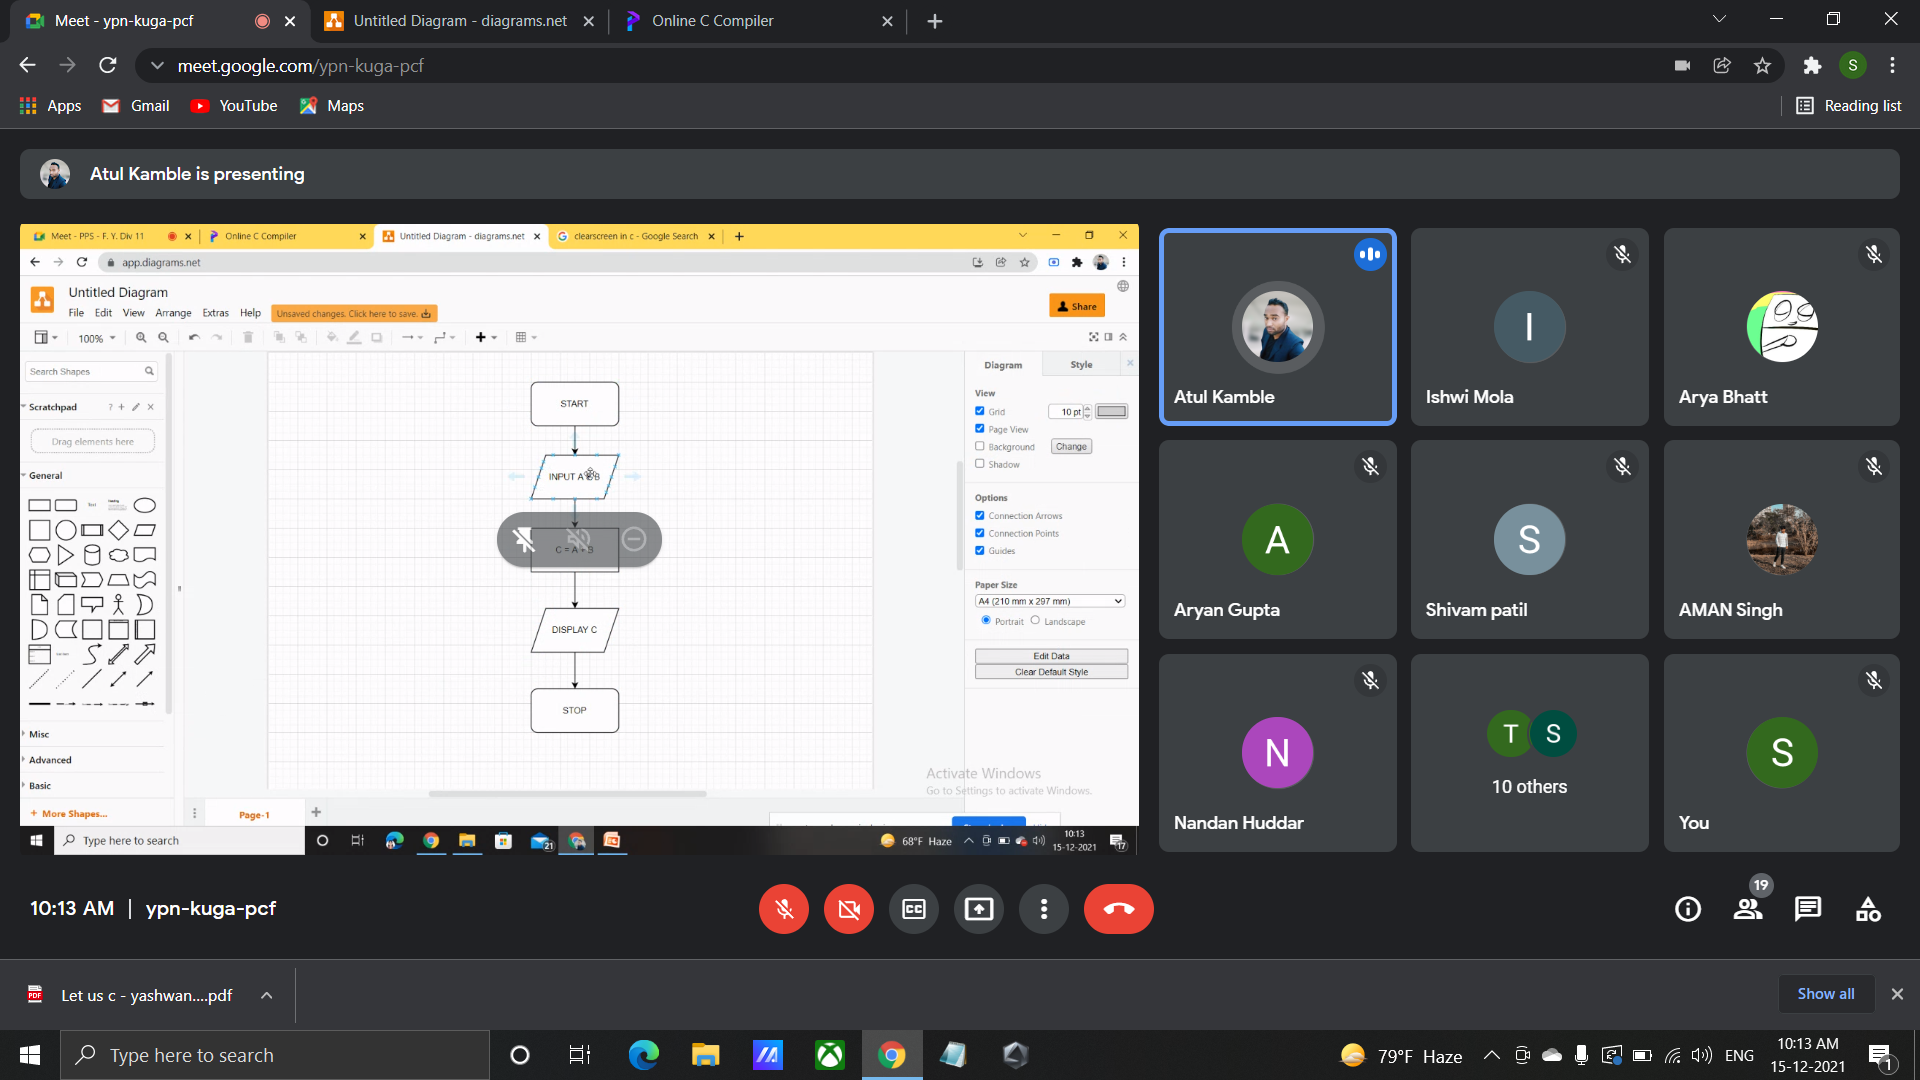 Meet - ypn-kuga-pcf
Untitled Diagram - diagrams.net
Online C Compiler
meet.google.com/ypn-kuga-pcf
S
Apps
Gmail
YouTube
Maps
Reading list
Atul Kamble is presenting
Meet - PPS - F. Y. Div 11
Online C Compiler
Untitled Diagram - diagrams.net
clearscreen in c - Google Search
app.diagrams.net
Untitled Diagram
File Edit View Arrange Extras Help
Unsaved changes. Click here to save.
Share
100%
Search Shapes
Scratchpad
Drag elements here
General
Misc
Advanced
Basic
+ More Shapes...
START
INPUT A
B
C = A + B
DISPLAY C
STOP
Diagram
Style
View
Grid
10 pt
Page View
Background
Change
Shadow
Options
Connection Arrows
Connection Points
Guides
Paper Size
A4 (210 mm x 297 mm)
Portrait
Landscape
Edit Data
Clear Default Style
Activate Windows
Go to Settings to activate Windows.
Page-1
Type here to search
21
68°F Haze
10:13
15-12-2021
17
Atul Kamble
I
Ishwi Mola
Arya Bhatt
A
Aryan Gupta
S
Shivam patil
AMAN Singh
N
Nandan Huddar
T S
10 others
S
You
10:13 AM | ypn-kuga-pcf
CC
19
PDF
Let us c - yashwan....pdf
Show all
Type here to search
79°F Haze
ENG
10:13 AM
15-12-2021
1